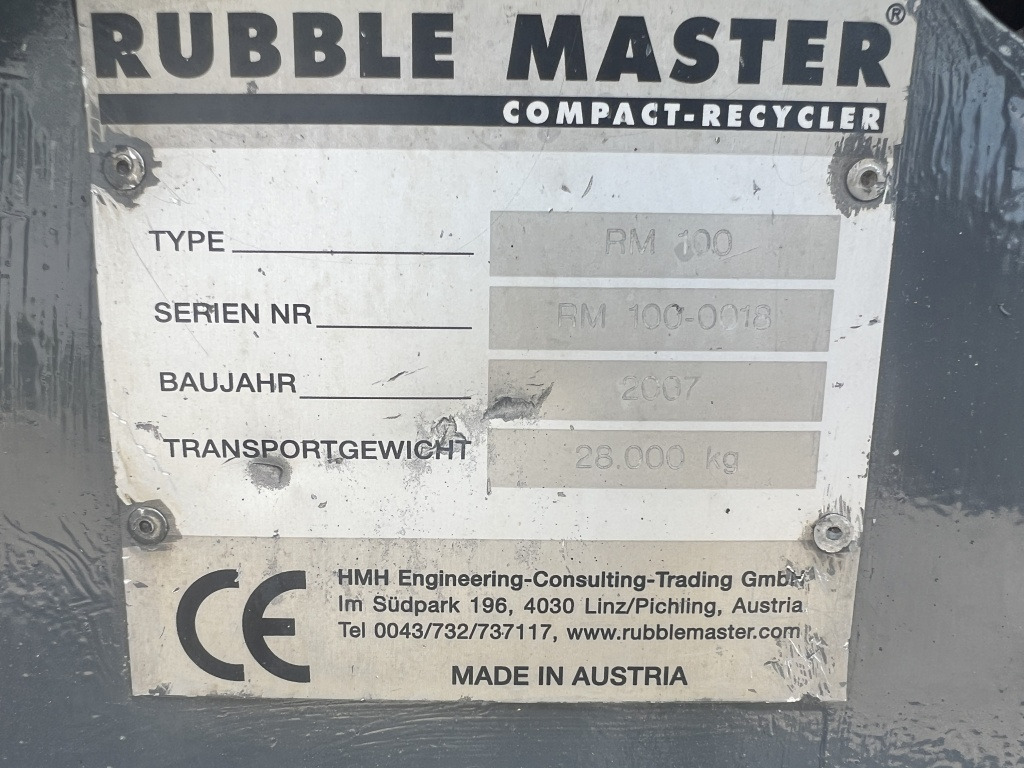 RUBBLE MASTER®
COMPACT-RECYCLER
TYPE RM 100
SERIEN NR RM 100-0018
BAUJAHR 2007
TRANSPORTGEWICHT 28.000 kg
CE
HMH Engineering-Consulting-Trading GmbH
Im Südpark 196, 4030 Linz/Pichling, Austria
Tel 0043/732/737117, www.rubblemaster.com
MADE IN AUSTRIA